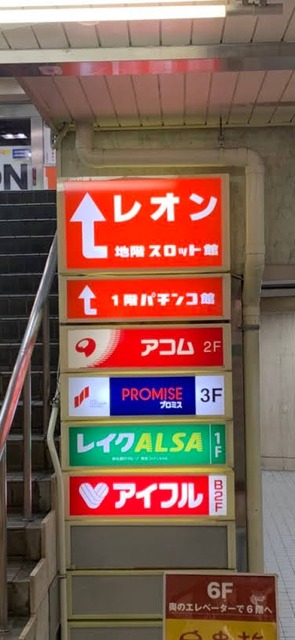 ON!
レオン
地階スロット館
1階パチンコ館
アコム 2F
PROMISE 3F
プロミス
レイクALSA 1F
アイフル B2F
6F
奥のエレベーターで6階へ